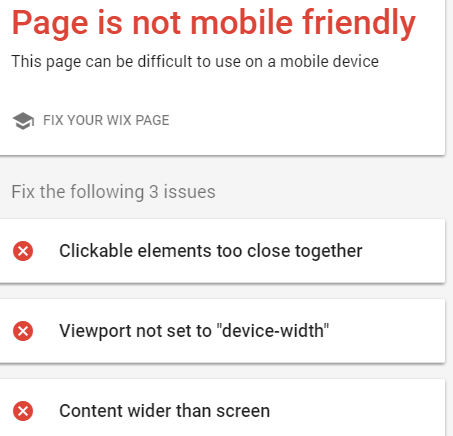 Page is not mobile friendly
This page can be difficult to use on a mobile device
FIX YOUR WIX PAGE
Fix the following 3 issues
Clickable elements too close together
Viewport not set to "device-width"
Content wider than screen